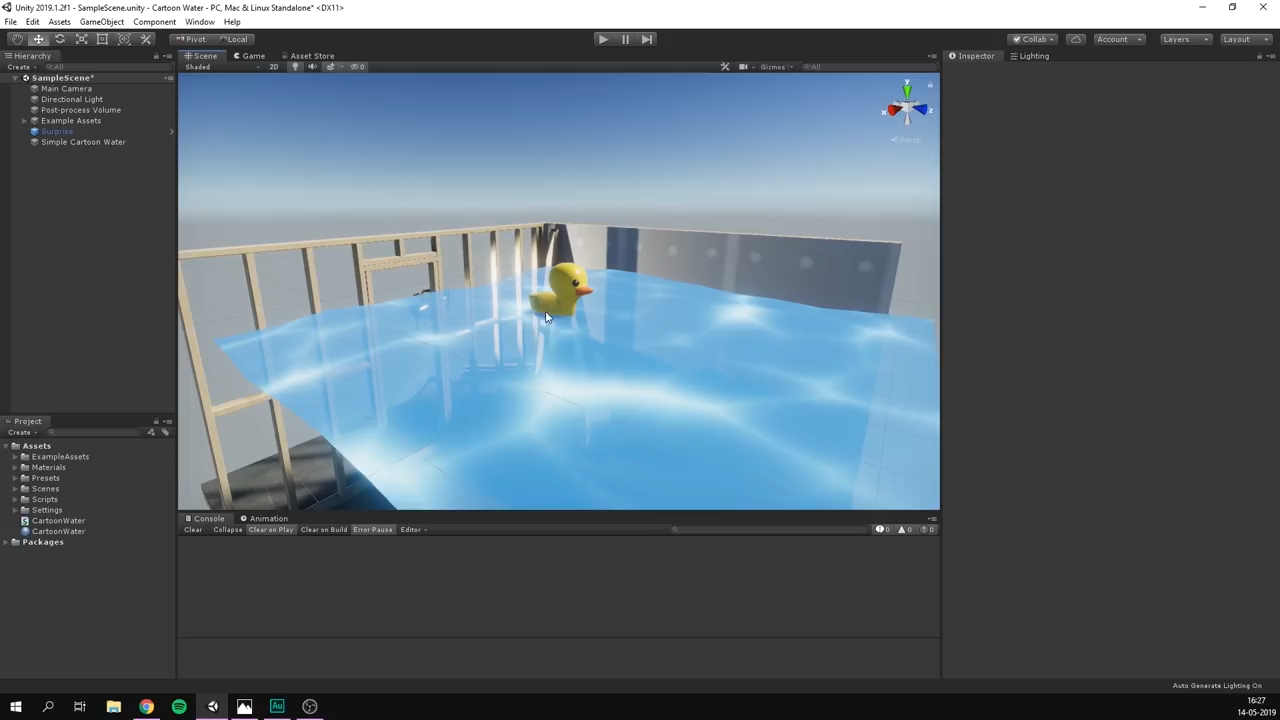 Unity 2019.1.2f1 - SampleScene.unity - Cartoon Water - PC, Mac & Linux Standalone* <DX11>
File Edit Assets GameObject Component Window Help
Pivot Local Collab Account Layers Layout
Hierarchy Scene Game Asset Store Inspector Lighting
Create All Shaded 2D 0 Gizmos All
SampleScene*
Main Camera
Directional Light
Post-process Volume
Example Assets
Surprise
Simple Cartoon Water
y
x z
Persp
Project
Create
Assets
ExampleAssets
Materials
Presets
Scenes
Scripts
Settings
CartoonWater
CartoonWater
Packages
Console Animation
Clear Collapse Clear on Play Clear on Build Error Pause Editor 0 0 0
Auto Generate Lighting On
Au
16:27
14-05-2019